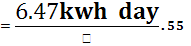 = 6.47kwh day
□ .55